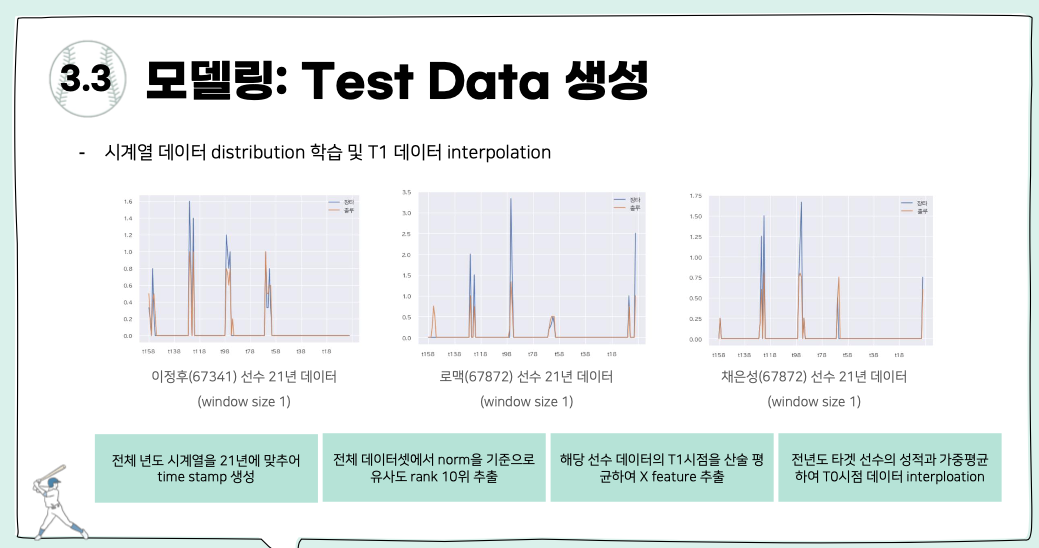 3.3 모델링: Test Data 생성
- 시계열 데이터 distribution 학습 및 T1 데이터 interpolation
1.6
1.4
1.2
1.0
0.8
0.6
0.4
0.2
0.0
t158 t138 t118 t98 t78 t58 t38 t18
장타
출루
3.5
3.0
2.5
2.0
1.5
1.0
0.5
0.0
t158 t138 t118 t98 t78 t58 t38 t18
장타
출루
1.75
1.50
1.25
1.00
0.75
0.50
0.25
0.00
t158 t138 t118 t98 t78 t58 t38 t18
장타
출루
이정후(67341) 선수 21년 데이터
(window size 1)
로맥(67872) 선수 21년 데이터
(window size 1)
채은성(67872) 선수 21년 데이터
(window size 1)
전체 년도 시계열을 21년에 맞추어
time stamp 생성
전체 데이터셋에서 norm을 기준으로
유사도 rank 10위 추출
해당 선수 데이터의 T1시점을 산술 평
균하여 X feature 추출
전년도 타겟 선수의 성적과 가중평균
하여 T0시점 데이터 interploation